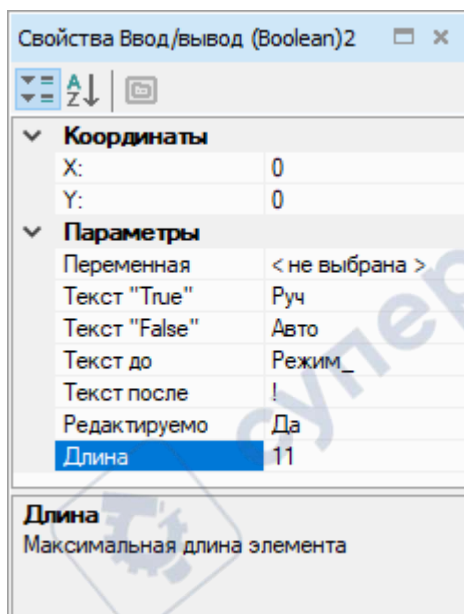 Свойства Ввод/вывод (Boolean)2
Координаты
X: 0
Y: 0
Параметры
Переменная < не выбрана >
Текст "True" Руч
Текст "False" Авто
Текст до Режим_
Текст после !
Редактируемо Да
Длина 11
Длина
Максимальная длина элемента
супер